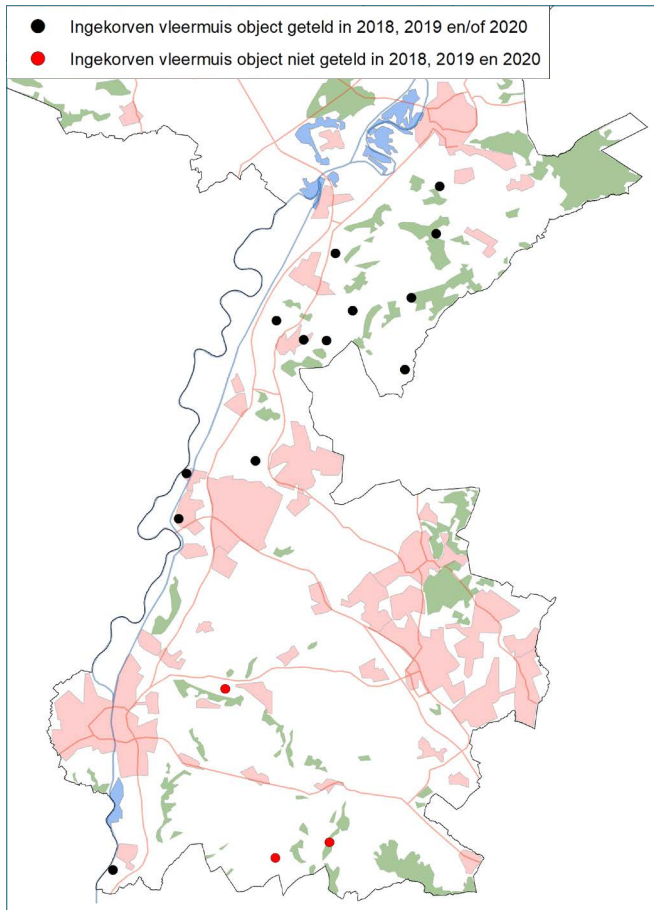 Ingekorven vleermuis object geteld in 2018, 2019 en/of 2020
Ingekorven vleermuis object niet geteld in 2018, 2019 en 2020